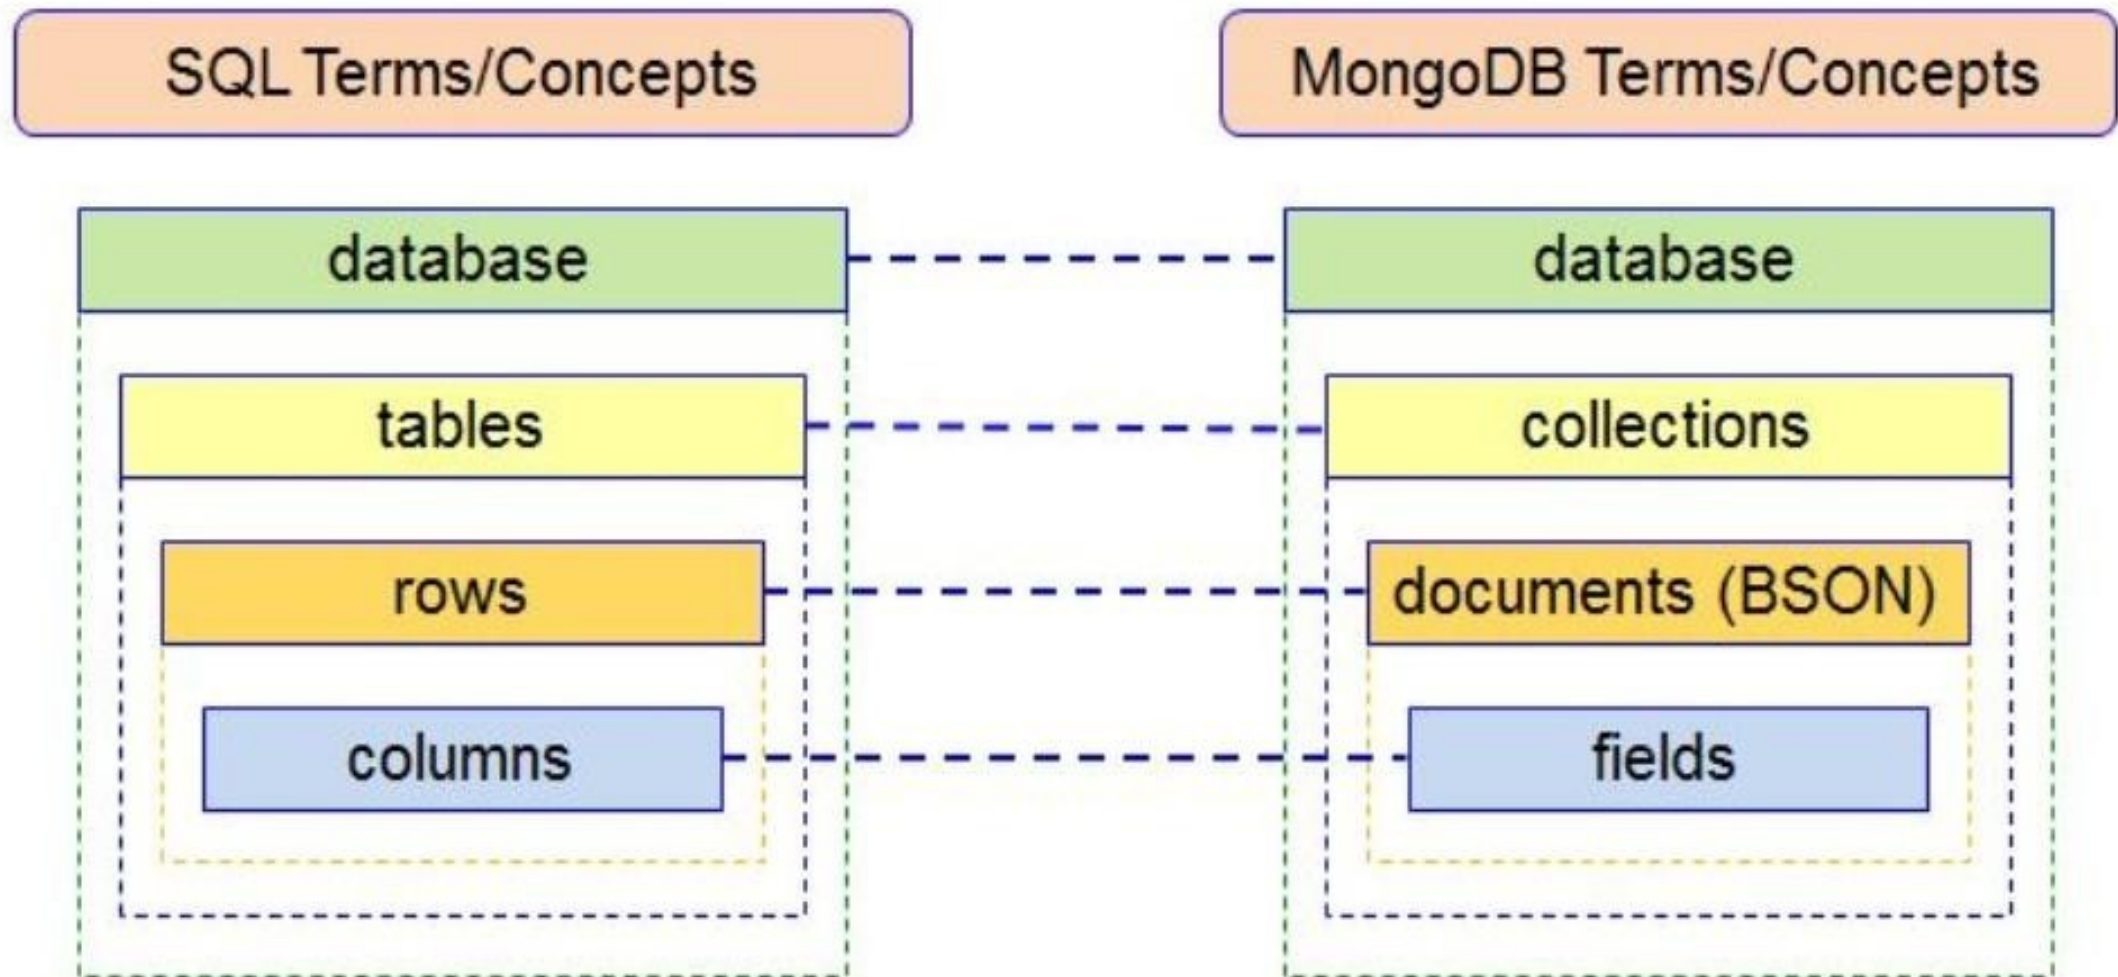 SQL Terms/Concepts
MongoDB Terms/Concepts
database
database
tables
collections
rows
documents (BSON)
columns
fields